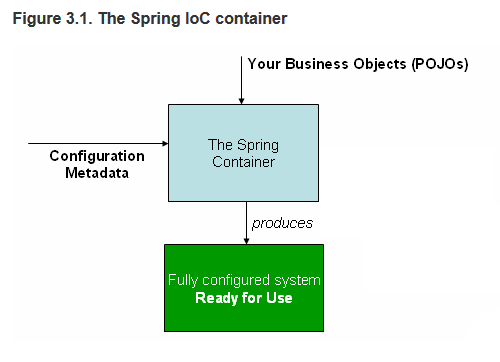 Figure 3.1. The Spring IoC container
Your Business Objects (POJOs)
The Spring
Container
Configuration
Metadata
produces
Fully configured system
Ready for Use